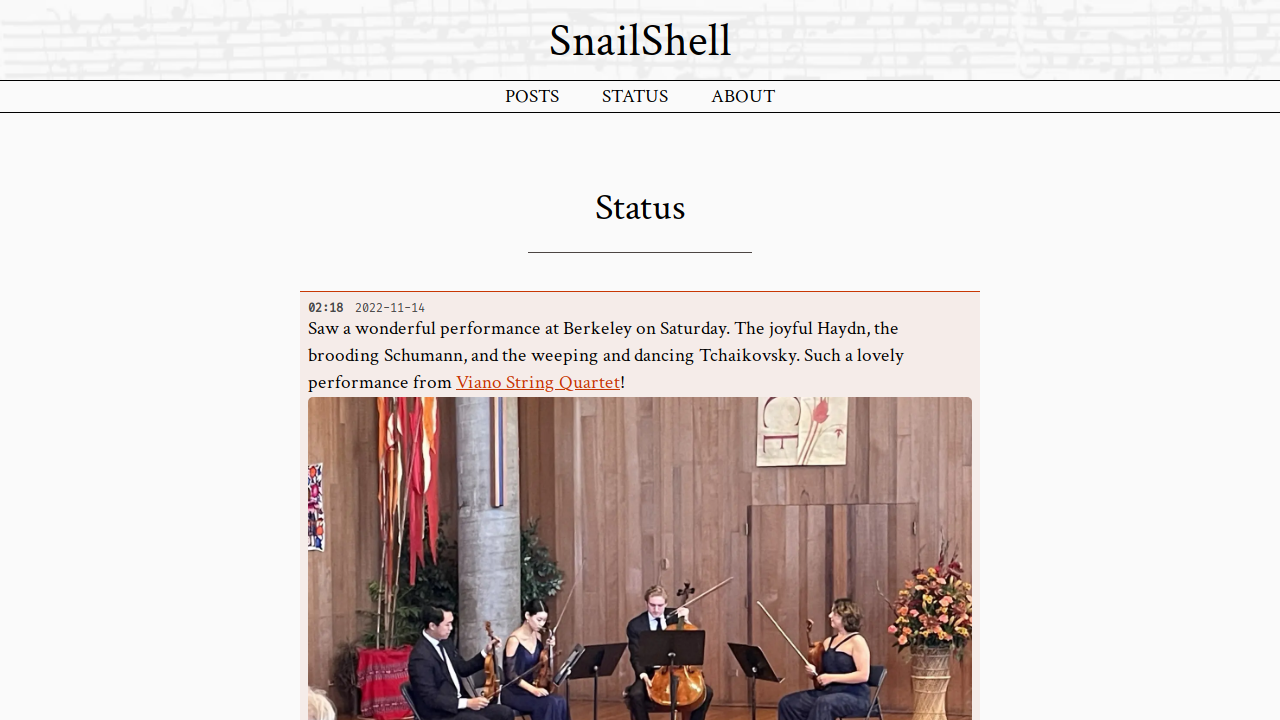 SnailShell
POSTS STATUS ABOUT
Status
02:18 2022-11-14
Saw a wonderful performance at Berkeley on Saturday. The joyful Haydn, the
brooding Schumann, and the weeping and dancing Tchaikovsky. Such a lovely
performance from Viano String Quartet!